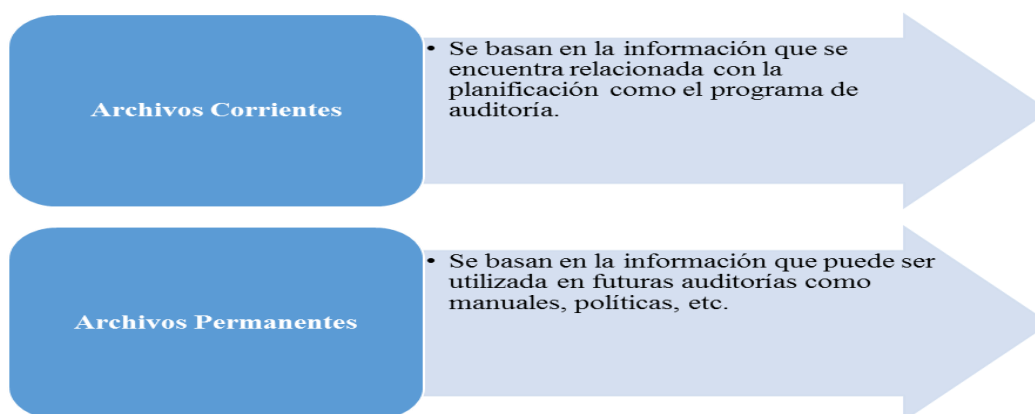 Archivos Corrientes
• Se basan en la información que se
encuentra relacionada con la
planificación como el programa de
auditoría.
Archivos Permanentes
• Se basan en la información que puede ser
utilizada en futuras auditorías como
manuales, políticas, etc.